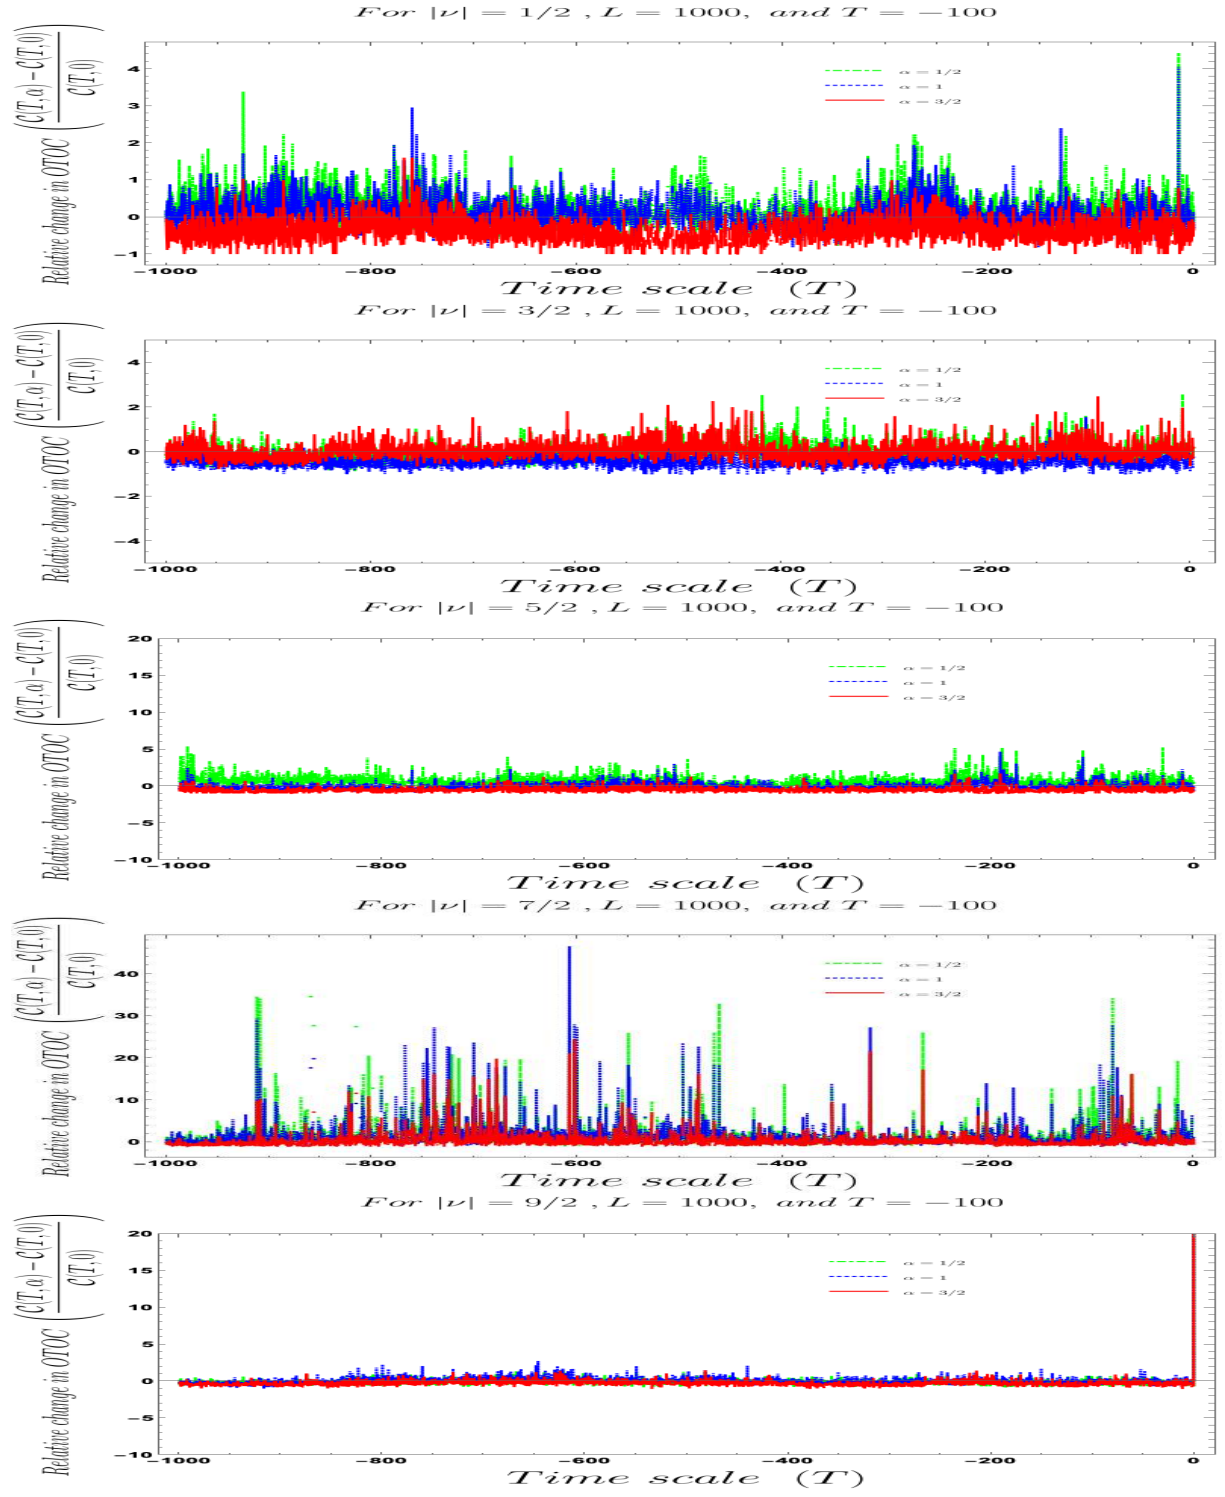 For |ν| = 1/2 , L = 1000, and T = −100
Relative change in OTOC (C(T,α) − C(T,0) / C(T,0))
4
3
2
1
0
−1
α = 1/2
α = 1
α = 3/2
−1000 −800 −600 −400 −200 0
Time scale (T)
For |ν| = 3/2 , L = 1000, and T = −100
Relative change in OTOC (C(T,α) − C(T,0) / C(T,0))
4
2
0
−2
−4
α = 1/2
α = 1
α = 3/2
−1000 −800 −600 −400 −200 0
Time scale (T)
For |ν| = 5/2 , L = 1000, and T = −100
Relative change in OTOC (C(T,α) − C(T,0) / C(T,0))
20
15
10
5
0
−5
−10
α = 1/2
α = 1
α = 3/2
−1000 −800 −600 −400 −200 0
Time scale (T)
For |ν| = 7/2 , L = 1000, and T = −100
Relative change in OTOC (C(T,α) − C(T,0) / C(T,0))
40
30
20
10
0
α = 1/2
α = 1
α = 3/2
−1000 −800 −600 −400 −200 0
Time scale (T)
For |ν| = 9/2 , L = 1000, and T = −100
Relative change in OTOC (C(T,α) − C(T,0) / C(T,0))
20
15
10
5
0
−5
−10
α = 1/2
α = 1
α = 3/2
−1000 −800 −600 −400 −200 0
Time scale (T)